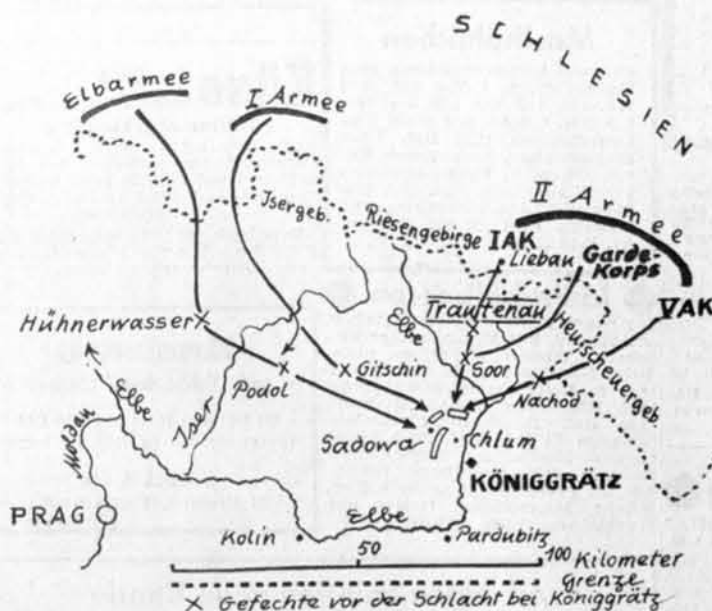 SCHLESIEN
Elbarmee
I Armee
II Armee
Isergeb.
Riesengebirge
IAK
Liebau
Garde-
Korps
Trautenau
VAK
Elbe
Heuscheuergeb.
Hühnerwasser
Podol
Gitschin
Soor
Nachod
Elbe
Iser
Moldau
Sadowa
Chlum
KÖNIGGRÄTZ
PRAG
Elbe
Kolin
Pardubitz
50
100 Kilometer
Grenze
X Gefechte vor der Schlacht bei Königgrätz